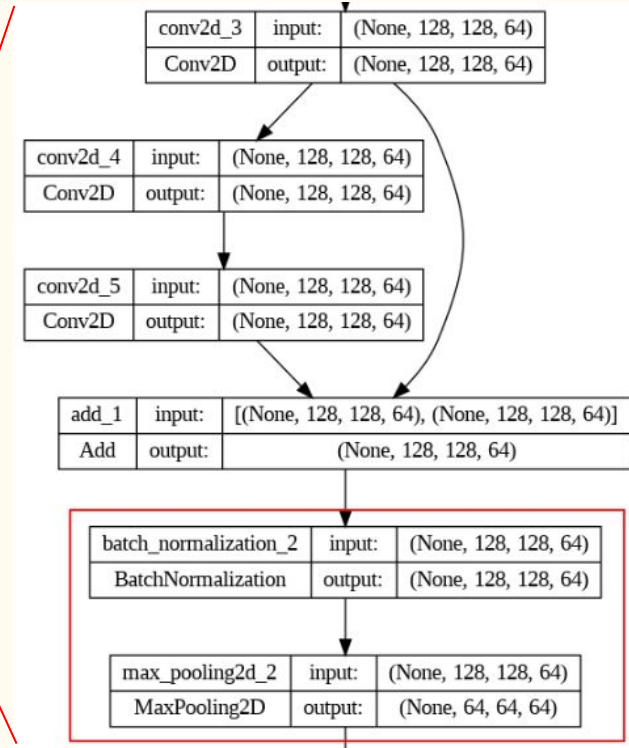 conv2d_3 input: (None, 128, 128, 64)
Conv2D output: (None, 128, 128, 64)
conv2d_4 input: (None, 128, 128, 64)
Conv2D output: (None, 128, 128, 64)
conv2d_5 input: (None, 128, 128, 64)
Conv2D output: (None, 128, 128, 64)
add_1 input: [(None, 128, 128, 64), (None, 128, 128, 64)]
Add output: (None, 128, 128, 64)
batch_normalization_2 input: (None, 128, 128, 64)
BatchNormalization output: (None, 128, 128, 64)
max_pooling2d_2 input: (None, 128, 128, 64)
MaxPooling2D output: (None, 64, 64, 64)